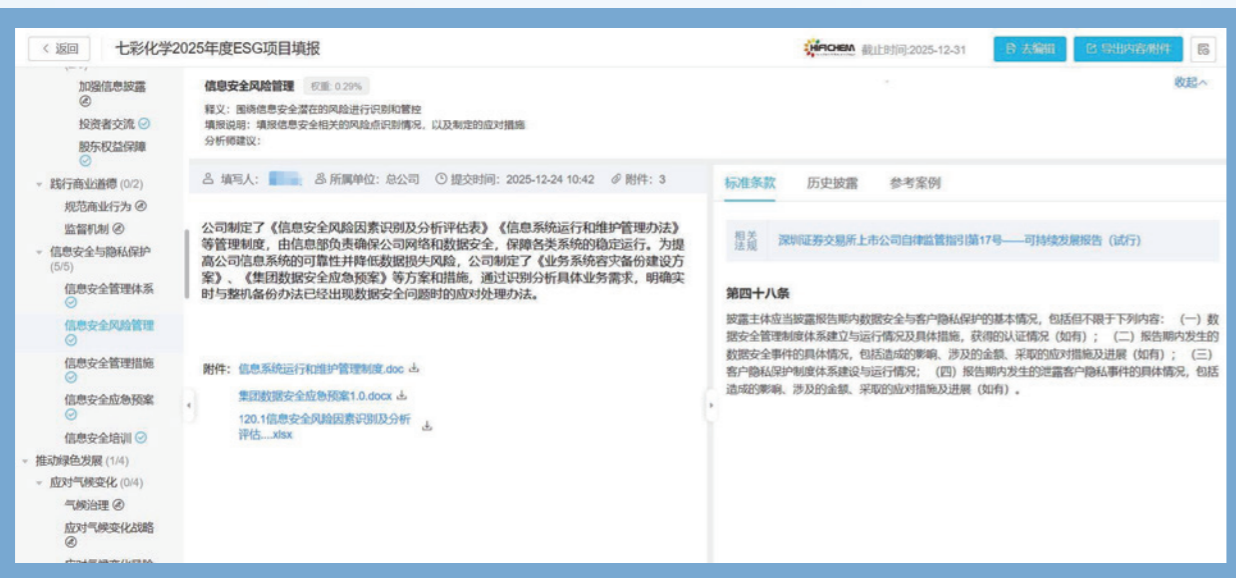 返回
七彩化学2025年度ESG项目填报
HIFICHEM
截止时间:2025-12-31
去编辑
导出内容/附件
加强信息披露
投资者交流
股东权益保障
践行商业道德 (0/2)
规范商业行为
监督机制
信息安全与隐私保护
(5/5)
信息安全管理体系
信息安全风险管理
信息安全管理措施
信息安全应急预案
信息安全培训
推动绿色发展 (1/4)
应对气候变化 (0/4)
气候治理
应对气候变化战略
信息安全风险管理
权重: 0.29%
收起
释义：围绕信息安全潜在的风险进行识别和管控
填报说明：填报信息安全相关的风险点识别情况，以及制定的应对措施
分析师建议：
填写人：
所属单位：总公司
提交时间：2025-12-24 10:42
附件：3
公司制定了《信息安全风险因素识别及分析评估表》《信息系统运行和维护管理办法》
等管理制度，由信息部负责确保公司网络和数据安全，保障各类系统的稳定运行。为提
高公司信息系统的可靠性并降低数据损失风险，公司制定了《业务系统容灾备份建设方
案》、《集团数据安全应急预案》等方案和措施，通过识别分析具体业务需求，明确实
时与整机备份办法已经出现数据安全问题时的应对处理办法。
附件：
信息系统运行和维护管理制度.doc
集团数据安全应急预案1.0.docx
120.1信息安全风险因素识别及分析
评估....xlsx
标准条款
历史披露
参考案例
相关
法规
深圳证券交易所上市公司自律监管指引第17号——可持续发展报告（试行）
第四十八条
披露主体应当披露报告期内数据安全与客户隐私保护的基本情况，包括但不限于下列内容：（一）数
据安全管理制度体系建立与运行情况及具体措施，获得的认证情况（如有）；（二）报告期内发生的
数据安全事件的具体情况，包括造成的影响、涉及的金额、采取的应对措施及进展（如有）；（三）
客户隐私保护制度体系建设与运行情况；（四）报告期内发生的泄露客户隐私事件的具体情况，包括
造成的影响、涉及的金额、采取的应对措施及进展（如有）。